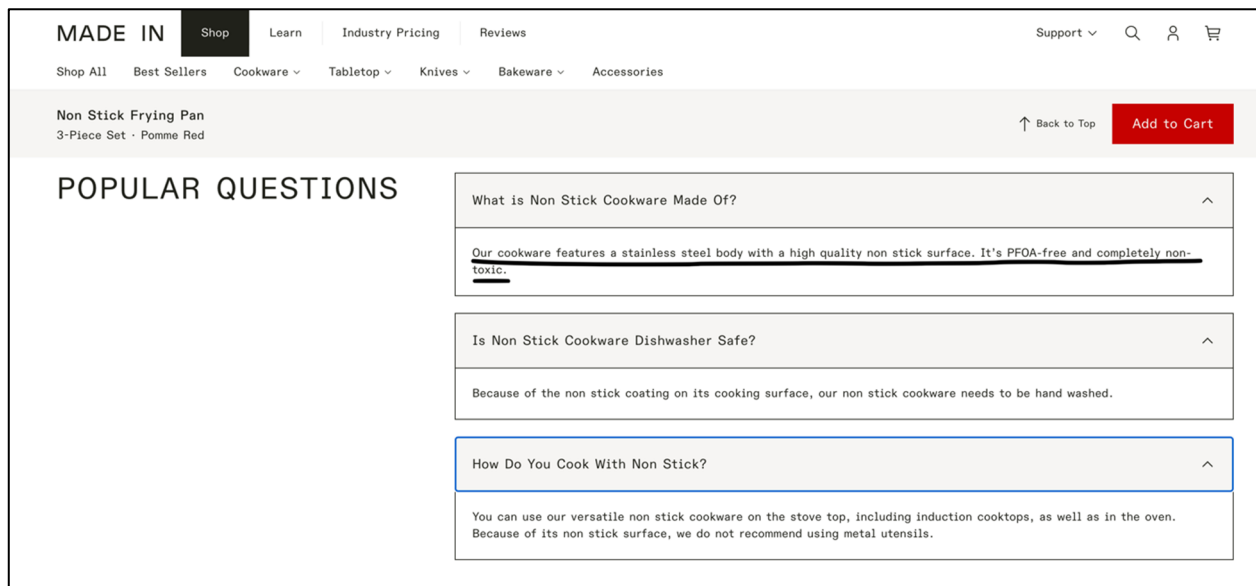 MADE IN Shop Learn Industry Pricing Reviews Support
Shop All Best Sellers Cookware Tabletop Knives Bakeware Accessories
Non Stick Frying Pan
3-Piece Set · Pomme Red
Back to Top Add to Cart
POPULAR QUESTIONS
What is Non Stick Cookware Made Of?
Our cookware features a stainless steel body with a high quality non stick surface. It's PFOA-free and completely non-
toxic.
Is Non Stick Cookware Dishwasher Safe?
Because of the non stick coating on its cooking surface, our non stick cookware needs to be hand washed.
How Do You Cook With Non Stick?
You can use our versatile non stick cookware on the stove top, including induction cooktops, as well as in the oven.
Because of its non stick surface, we do not recommend using metal utensils.